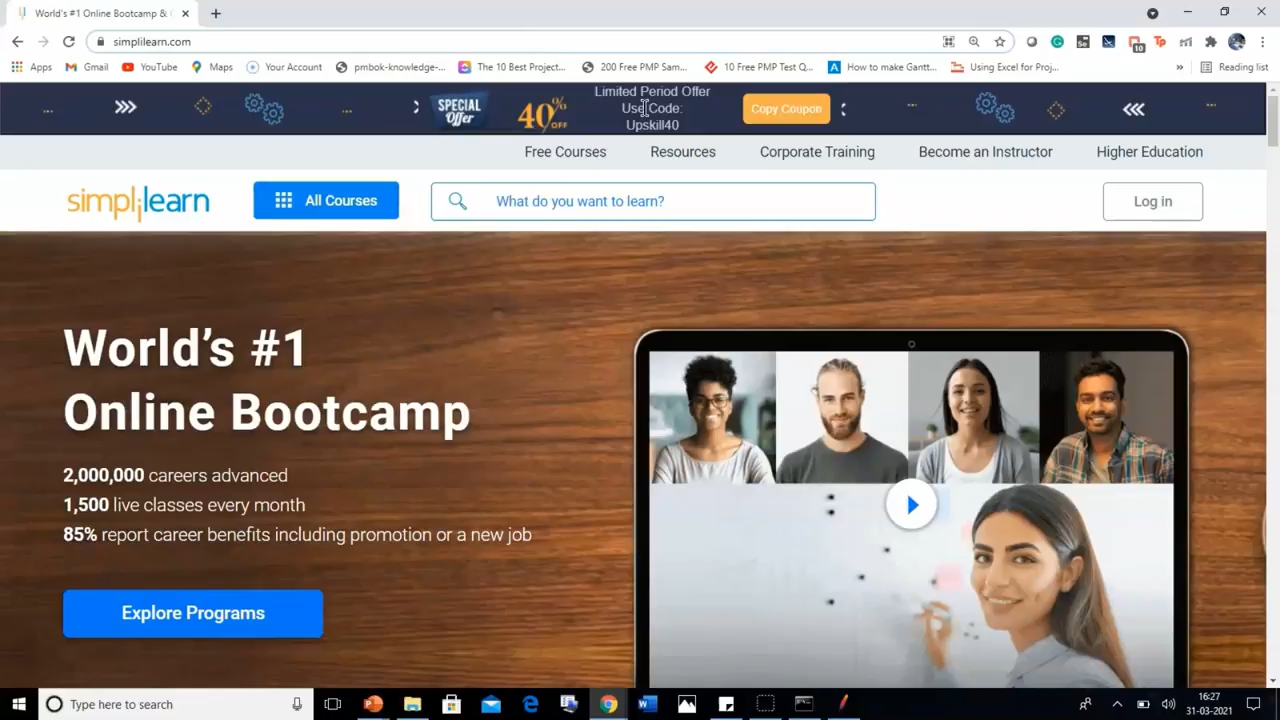 World's #1 Online Bootcamp &
simplilearn.com
10
Apps
Gmail
YouTube
Maps
Your Account
pmbok-knowledge-...
The 10 Best Project...
200 Free PMP Sam...
10 Free PMP Test Q...
How to make Gantt...
Using Excel for Proj...
»
Reading list
SPECIAL
Offer
40% OFF
Limited Period Offer
Use Code:
Upskill40
Copy Coupon
Free Courses
Resources
Corporate Training
Become an Instructor
Higher Education
simplilearn
All Courses
What do you want to learn?
Log in
World's #1
Online Bootcamp
2,000,000 careers advanced
1,500 live classes every month
85% report career benefits including promotion or a new job
Explore Programs
Type here to search
16:27
31-03-2021